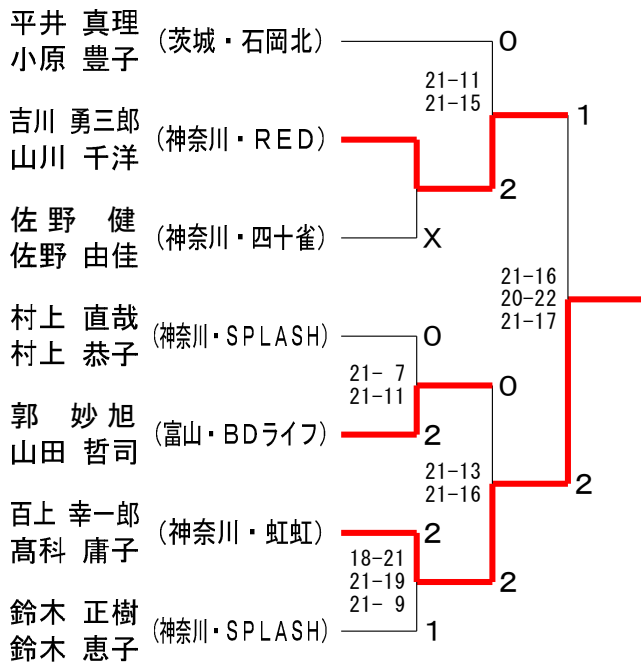 平井 真理
小原 豊子
(茨城・石岡北)
0
21-11
21-15
1
吉川 勇三郎
山川 千洋
(神奈川・RED)
2
佐野 健
佐野 由佳
(神奈川・四十雀)
X
21-16
20-22
21-17
村上 直哉
村上 恭子
(神奈川・SPLASH)
0
21- 7
21-11
0
郭 妙旭
山田 哲司
(富山・BDライフ)
2
21-13
21-16
2
百上 幸一郎
髙科 庸子
(神奈川・虹虹)
2
18-21
21-19
21- 9
2
鈴木 正樹
鈴木 恵子
(神奈川・SPLASH)
1